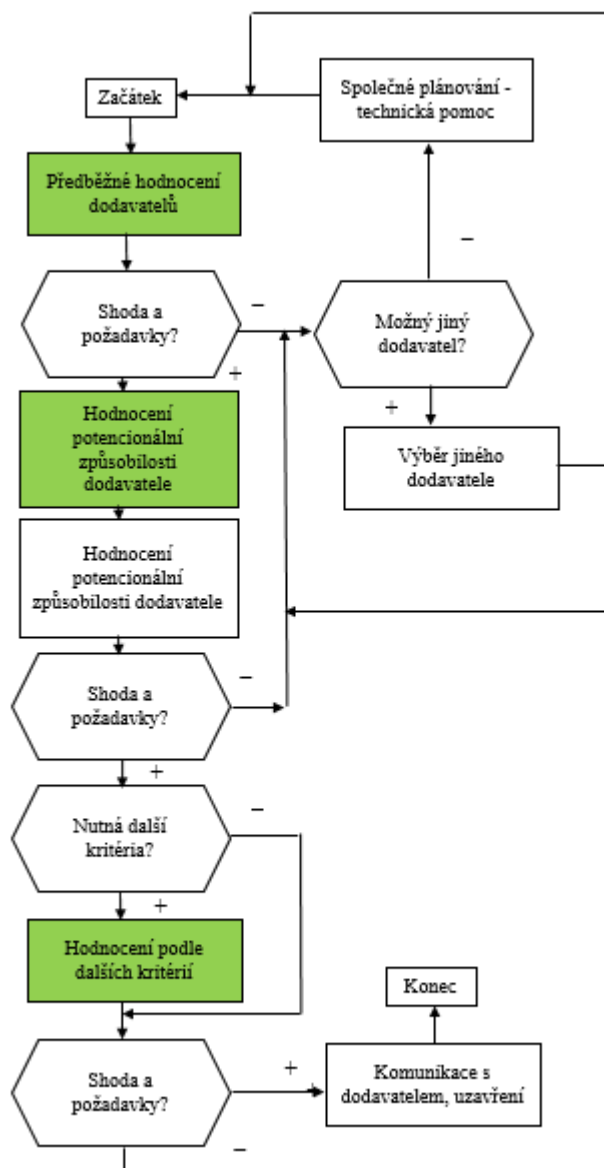 Začátek
Společné plánování -
technická pomoc
Předběžné hodnocení
dodavatelů
–
Shoda a
požadavky?
–
Možný jiný
dodavatel?
+
+
Hodnocení
potencionální
způsobilosti
dodavatele
Výběr jiného
dodavatele
Hodnocení
potencionální
způsobilosti dodavatele
Shoda a
požadavky?
–
+
Nutná další
kritéria?
–
+
Hodnocení podle
dalších kritérií
Konec
Shoda a
požadavky?
+
+
Komunikace s
dodavatelem, uzavření
–